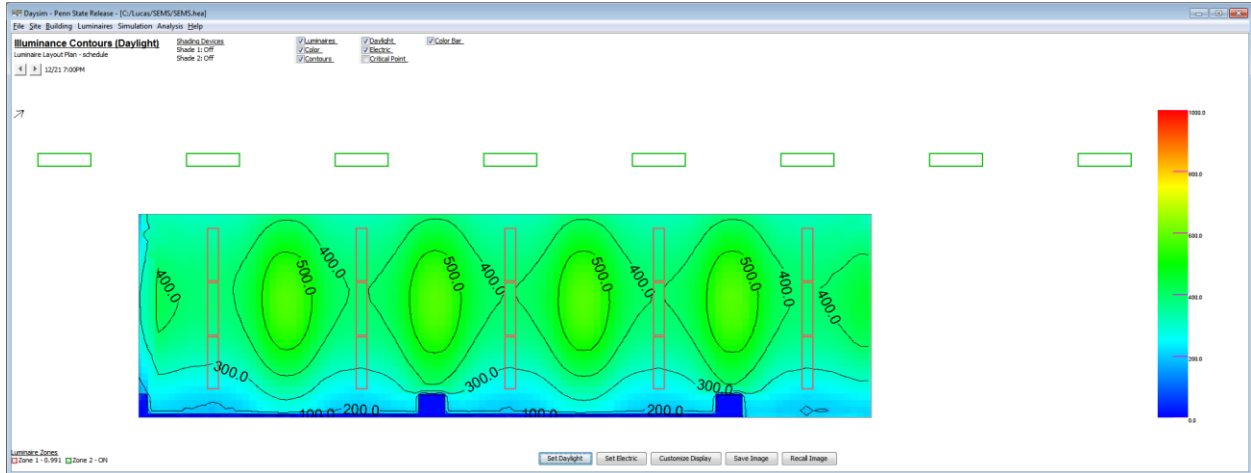 Daysim - Penn State Release - [C:/Lucas/SEMS/SEMS.hea]
File Site Building Luminaires Simulation Analysis Help
Illuminance Contours (Daylight) Shading Devices Luminaires Daylight Color Bar
Luminaire Layout Plan - schedule Shade 1: Off Color Electric
Shade 2: Off Contours Critical Point
12/21 7:00PM
1000.0
800.0
600.0
400.0
200.0
0.0
400.0 500.0 400.0 500.0 400.0 500.0 400.0 500.0 400.0 400.0
300.0 300.0 300.0
100.0 200.0 100.0 200.0
Luminaire Zones
Zone 1 - 0.991 Zone 2 - ON
Set Daylight Set Electric Customize Display Save Image Recall Image